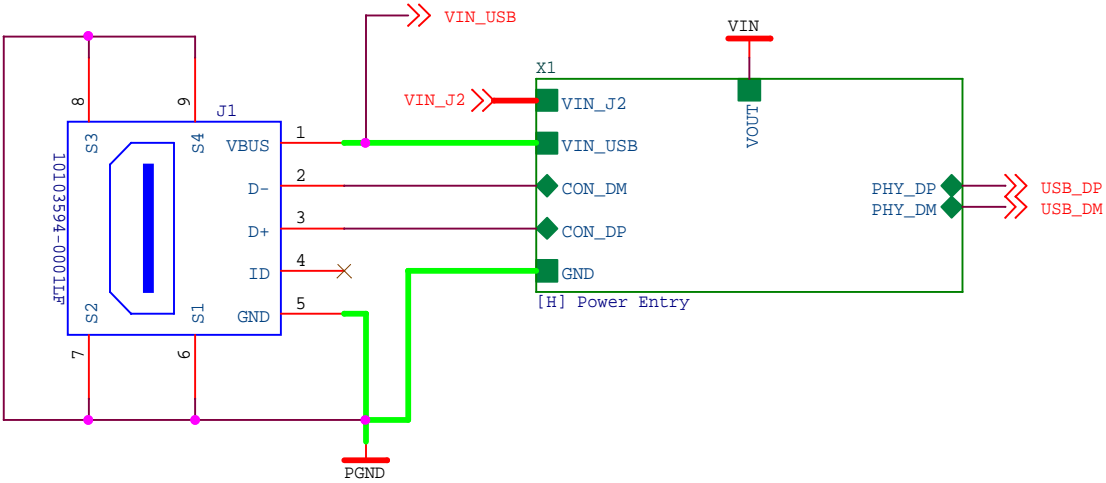 VIN_USB
VIN
X1
VIN_J2
VIN_J2
8
9
J1
S3
S4
VOUT
VBUS
1
VIN_USB
10103594-0001LF
D-
2
CON_DM
PHY_DP
USB_DP
PHY_DM
USB_DM
D+
3
CON_DP
ID
4
GND
[H] Power Entry
S2
S1
GND
5
7
6
PGND